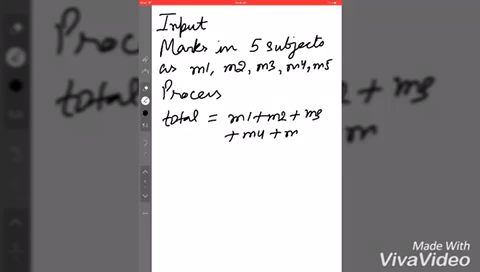 Input
Marks in 5 subjects
as m1, m2, m3, m4, m5
Process
total = m1+m2+m3
+m4+m
Made With
VivaVideo